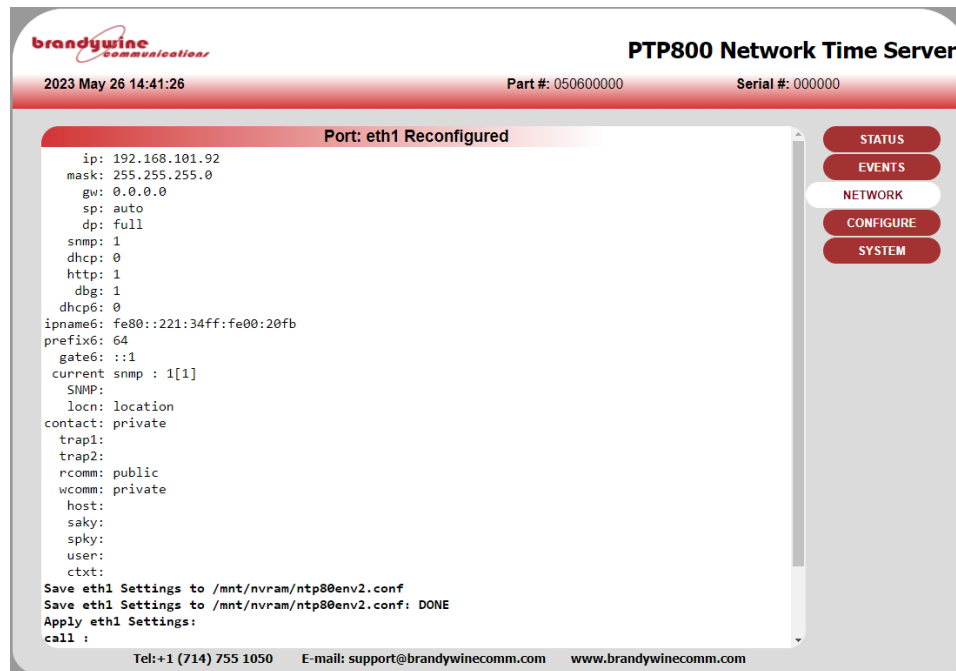 brandywine
communications
PTP800 Network Time Server
2023 May 26 14:41:26 Part #: 050600000 Serial #: 000000
Port: eth1 Reconfigured
ip: 192.168.101.92
mask: 255.255.255.0
gw: 0.0.0.0
sp: auto
dp: full
snmp: 1
dhcp: 0
http: 1
dbg: 1
dhcp6: 0
ipname6: fe80::221:34ff:fe00:20fb
prefix6: 64
gate6: ::1
current snmp : 1[1]
SNMP:
locn: location
contact: private
trap1:
trap2:
rcomm: public
wcomm: private
host:
saky:
spky:
user:
ctxt:
Save eth1 Settings to /mnt/nvram/ntp80env2.conf
Save eth1 Settings to /mnt/nvram/ntp80env2.conf: DONE
Apply eth1 Settings:
call :
STATUS
EVENTS
NETWORK
CONFIGURE
SYSTEM
Tel:+1 (714) 755 1050 E-mail: support@brandywinecomm.com www.brandywinecomm.com